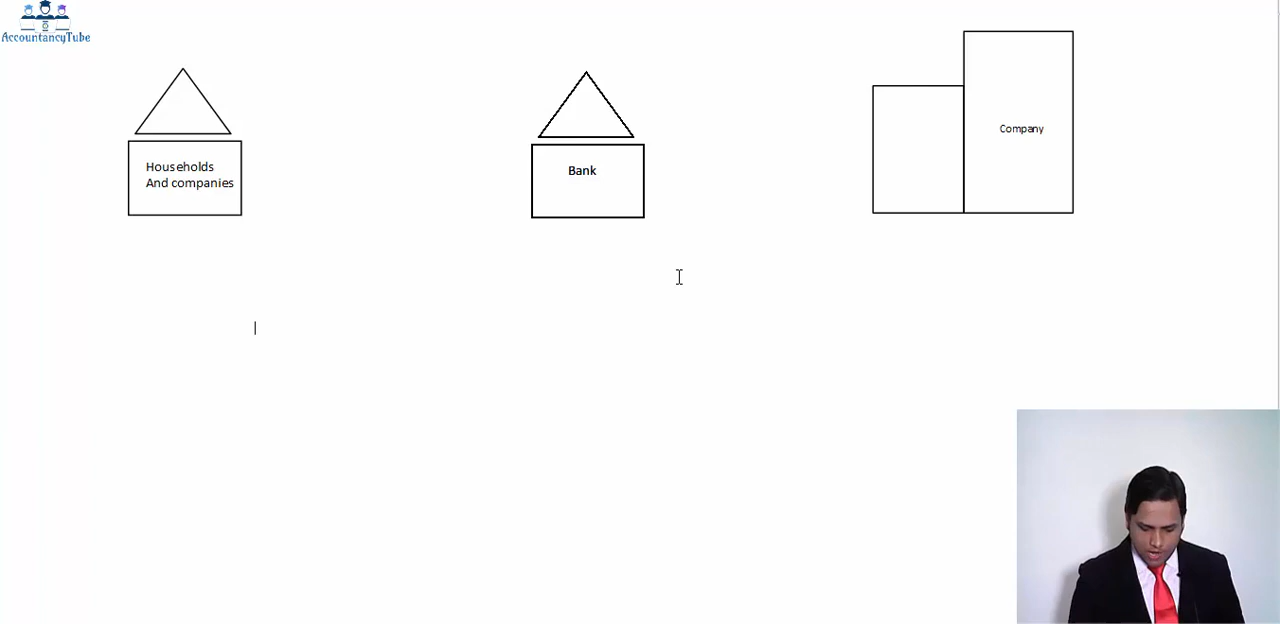 AccountancyTube
Households
And companies
Bank
Company